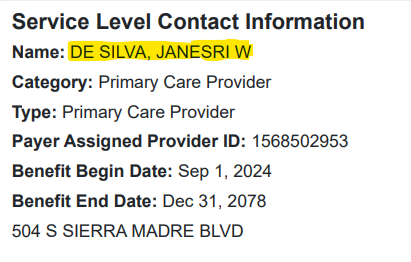 Service Level Contact Information
Name: DE SILVA, JANESRI W
Category: Primary Care Provider
Type: Primary Care Provider
Payer Assigned Provider ID: 1568502953
Benefit Begin Date: Sep 1, 2024
Benefit End Date: Dec 31, 2078
504 S SIERRA MADRE BLVD